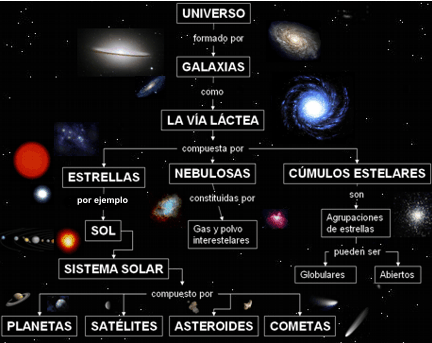 UNIVERSO
formado por
GALAXIAS
como
LA VÍA LÁCTEA
compuesta por
ESTRELLAS
NEBULOSAS
CÚMULOS ESTELARES
por ejemplo
constituidas por
son
SOL
Gas y polvo
interestelares
Agrupaciones
de estrellas
pueden ser
SISTEMA SOLAR
Globulares
Abiertos
compuesto por
PLANETAS
SATÉLITES
ASTEROIDES
COMETAS